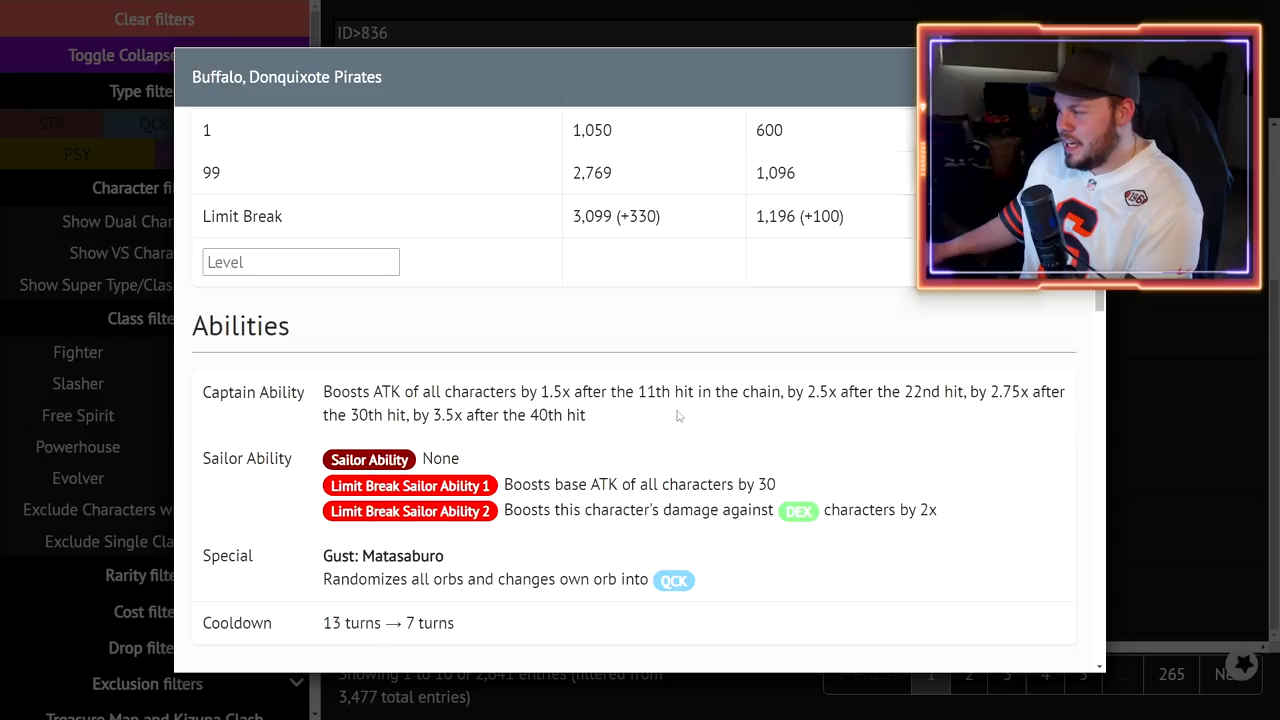 Clear filters
ID>836
Toggle Collapse
Buffalo, Donquixote Pirates
Type filte
STR
QCK
PSY
1 1,050 600
99 2,769 1,096
Limit Break 3,099 (+330) 1,196 (+100)
Level
Character fi
Show Dual Char
Show VS Chara
Show Super Type/Clas
Class filte
Fighter
Slasher
Free Spirit
Powerhouse
Evolver
Exclude Characters w
Exclude Single Cla
Rarity filte
Cost filte
Drop filte
Exclusion filters
Treasure Map and Kizuna Clash
Abilities
Captain Ability Boosts ATK of all characters by 1.5x after the 11th hit in the chain, by 2.5x after the 22nd hit, by 2.75x after
the 30th hit, by 3.5x after the 40th hit
Sailor Ability Sailor Ability None
Limit Break Sailor Ability 1 Boosts base ATK of all characters by 30
Limit Break Sailor Ability 2 Boosts this character's damage against DEX characters by 2x
Special Gust: Matasaburo
Randomizes all orbs and changes own orb into QCK
Cooldown 13 turns → 7 turns
Showing 1 to 10 of 2,641 entries (filtered from
3,477 total entries)
1 2 3 4 5 ... 265